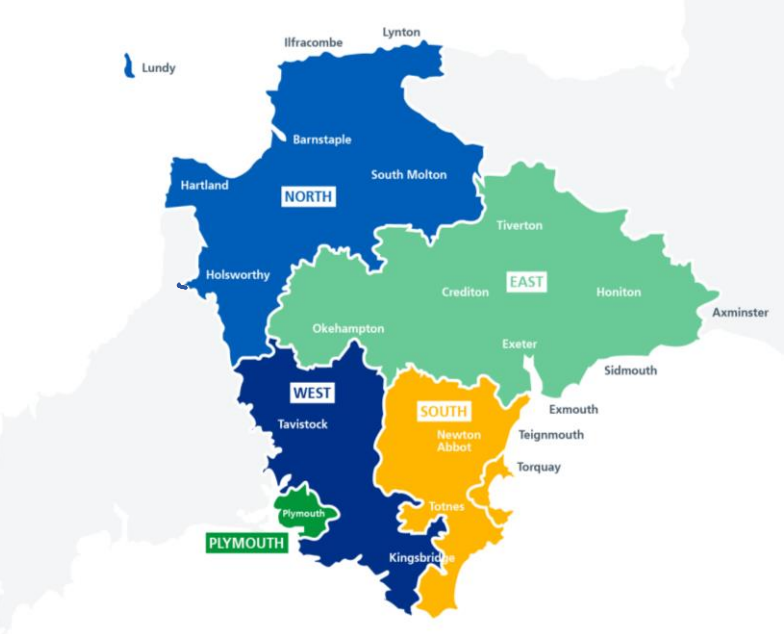 Lynton
Ilfracombe
Lundy
Barnstaple
South Molton
Hartland
NORTH
Tiverton
Holsworthy
EAST
Crediton
Honiton
Axminster
Okehampton
Exeter
Sidmouth
WEST
SOUTH
Exmouth
Tavistock
Newton
Abbot
Teignmouth
Torquay
Totnes
Plymouth
PLYMOUTH
Kingsbridge